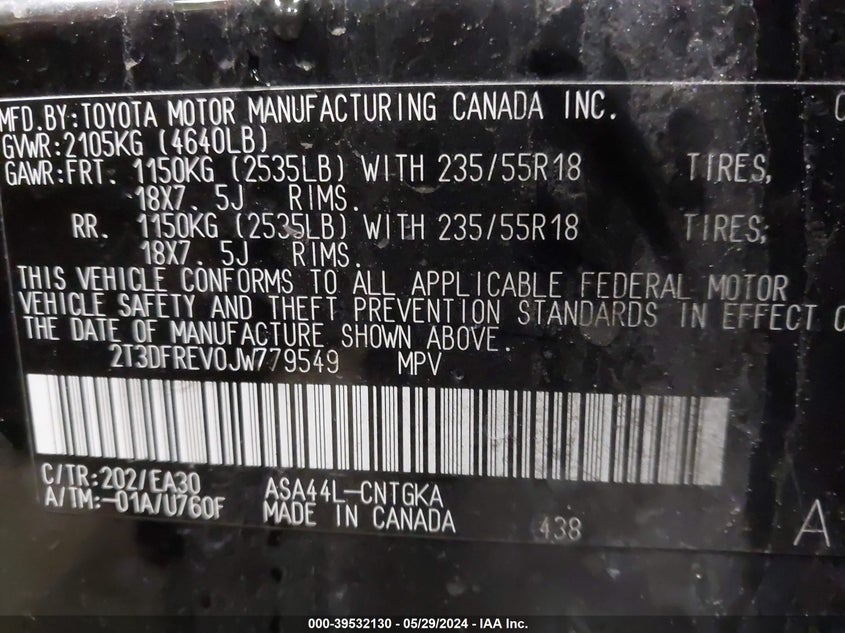 MFD.BY:TOYOTA MOTOR MANUFACTURING CANADA INC.
GVWR:2105KG (4640LB)
GAWR:FRT. 1150KG (2535LB) WITH 235/55R18 TIRES,
18X7. 5J RIMS.
RR. 1150KG (2535LB) WITH 235/55R18 TIRES;
18X7. 5J RIMS.
THIS VEHICLE CONFORMS TO ALL APPLICABLE FEDERAL MOTOR
VEHICLE SAFETY AND THEFT PREVENTION STANDARDS IN EFFECT
THE DATE OF MANUFACTURE SHOWN ABOVE.
2T3DFREV0JW779549 MPV
C/TR:202/EA30 ASA44L-CNTGKA
A/TM:-01A/U760F MADE IN CANADA 438 A
000-39532130 - 05/29/2024 - IAA Inc.